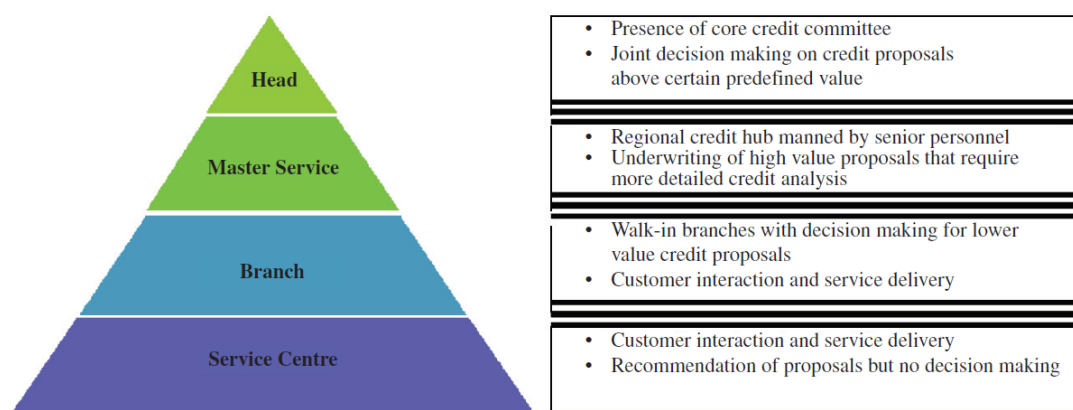 Head
• Presence of core credit committee
• Joint decision making on credit proposals
above certain predefined value
Master Service
• Regional credit hub manned by senior personnel
• Underwriting of high value proposals that require
more detailed credit analysis
Branch
• Walk-in branches with decision making for lower
value credit proposals
• Customer interaction and service delivery
Service Centre
• Customer interaction and service delivery
• Recommendation of proposals but no decision making